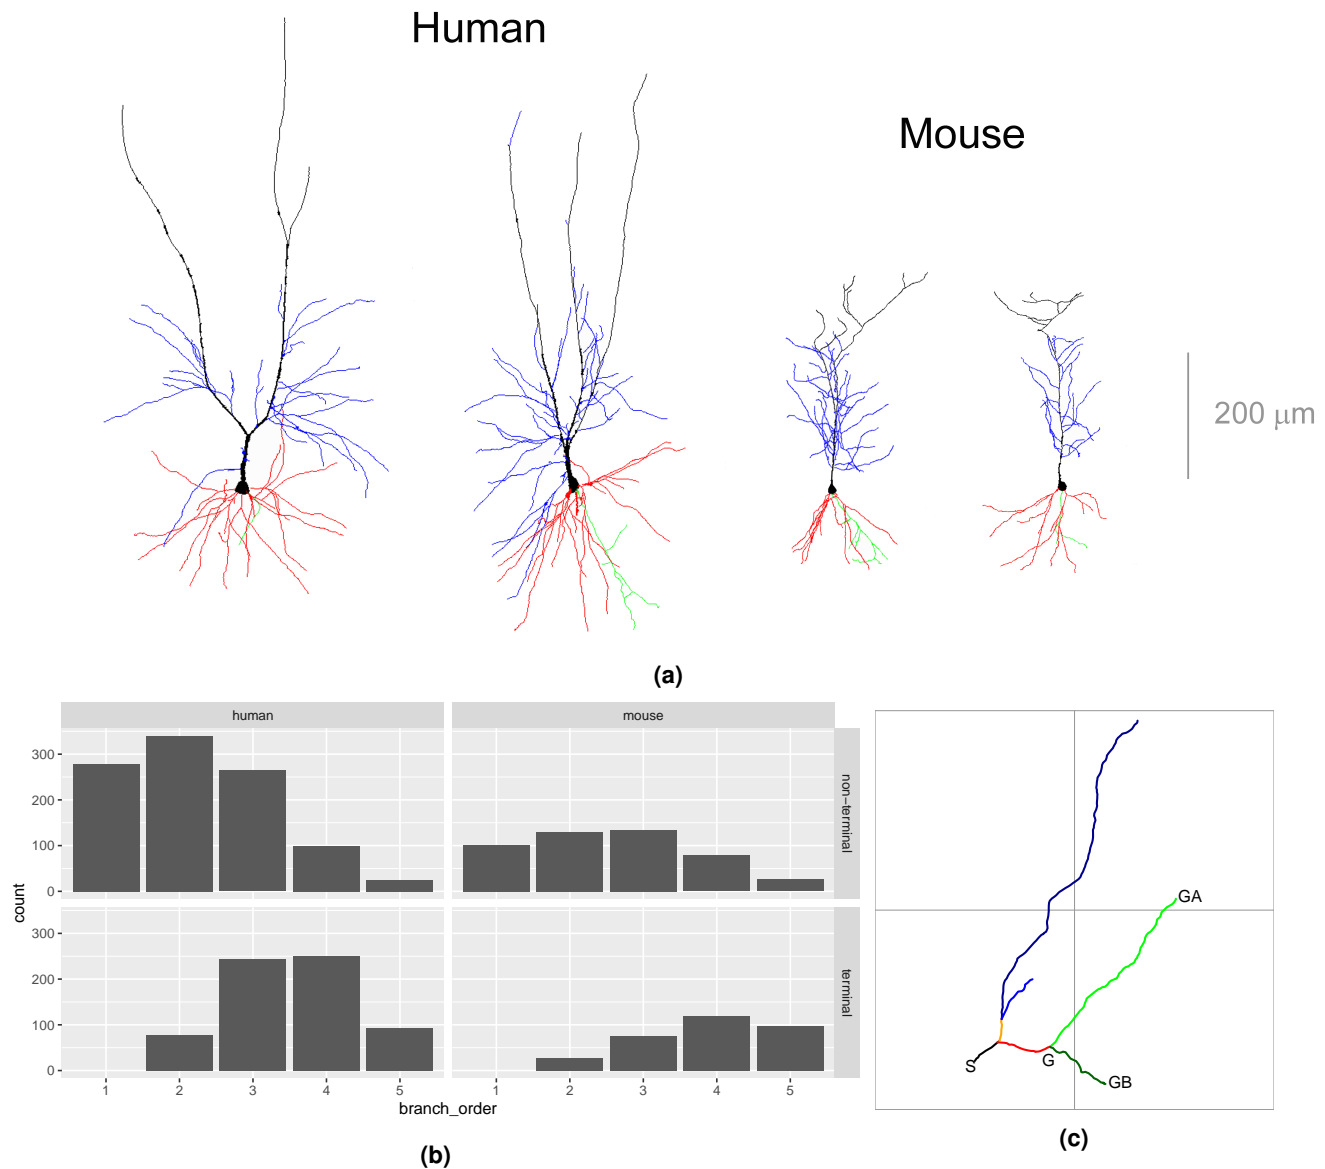 Human
Mouse
200 μm
(a)
human
mouse
300
200
100
0
non−terminal
300
200
100
0
terminal
count
1 2 3 4 5
1 2 3 4 5
branch_order
(b)
GA
S
G
GB
(c)